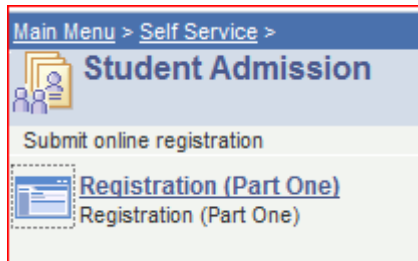 Main Menu > Self Service >
Student Admission
Submit online registration
Registration (Part One)
Registration (Part One)